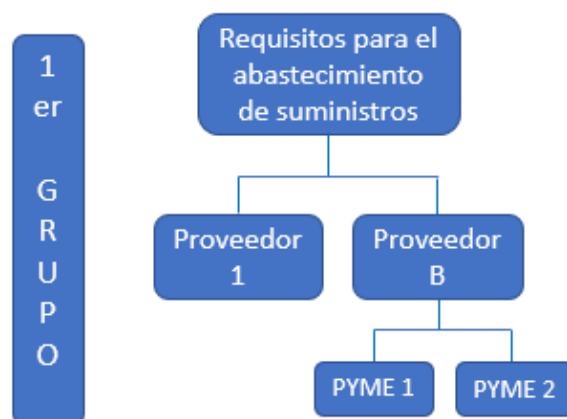 1
er
G
R
U
P
O
Requisitos para el
abastecimiento
de suministros
Proveedor
1
Proveedor
B
PYME 1
PYME 2